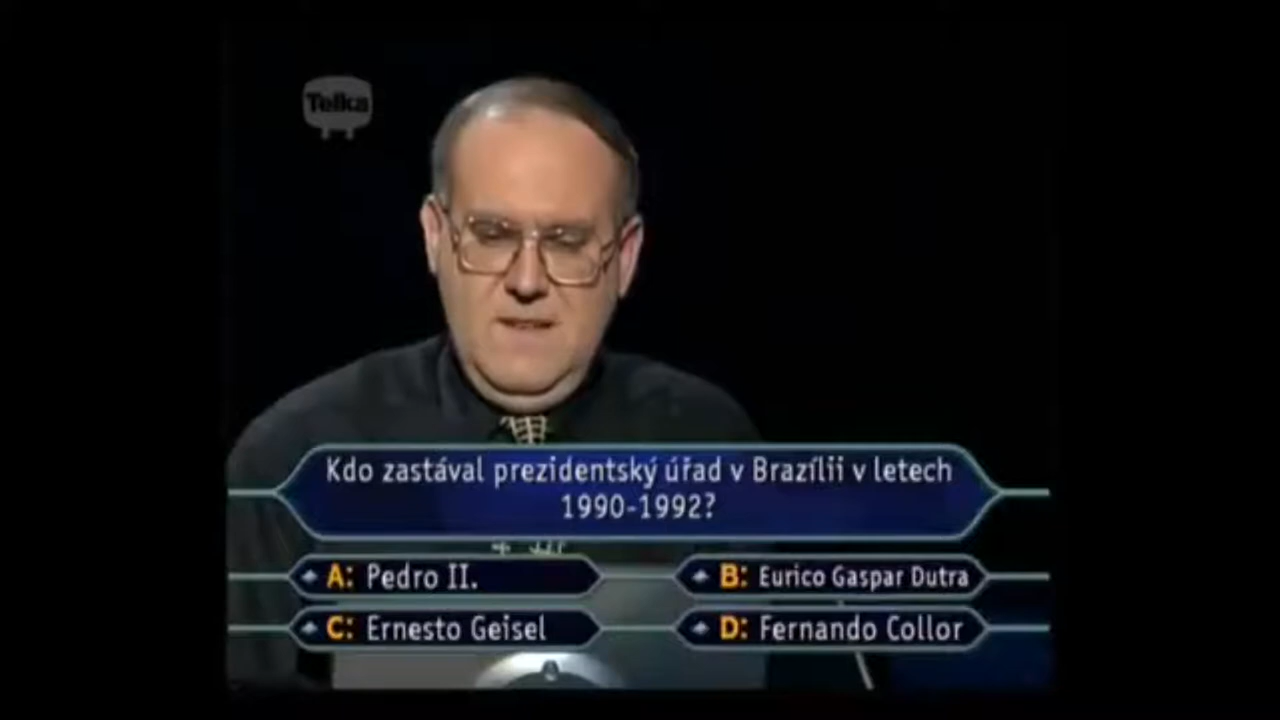 Telka
Kdo zastával prezidentský úřad v Brazílii v letech
1990-1992?
A: Pedro II.
B: Eurico Gaspar Dutra
C: Ernesto Geisel
D: Fernando Collor